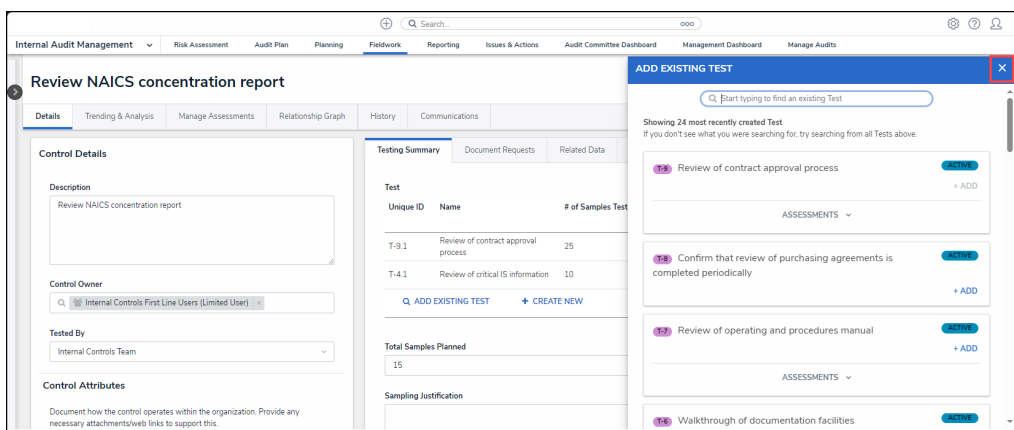 Search...
ooo
Internal Audit Management
Risk Assessment
Audit Plan
Planning
Fieldwork
Reporting
Issues & Actions
Audit Committee Dashboard
Management Dashboard
Manage Audits
Review NAICS concentration report
Details
Trending & Analysis
Manage Assessments
Relationship Graph
History
Communications
Control Details
Description
Review NAICS concentration report
Control Owner
Internal Controls First Line Users (Limited User) ×
Tested By
Internal Controls Team
Control Attributes
Document how the control operates within the organization. Provide any
necessary attachments/web links to support this.
Testing Summary
Document Requests
Related Data
Test
Unique ID
Name
# of Samples Test
T-9.1
Review of contract approval
process
25
T-4.1
Review of critical IS information
10
ADD EXISTING TEST
+ CREATE NEW
Total Samples Planned
15
Sampling Justification
ADD EXISTING TEST
×
Start typing to find an existing Test
Showing 24 most recently created Test
If you don't see what you were searching for, try searching from all Tests above.
T-9 Review of contract approval process
ACTIVE
+ ADD
ASSESSMENTS
T-8 Confirm that review of purchasing agreements is
completed periodically
ACTIVE
+ ADD
T-7 Review of operating and procedures manual
ACTIVE
+ ADD
ASSESSMENTS
T-6 Walkthrough of documentation facilities
ACTIVE